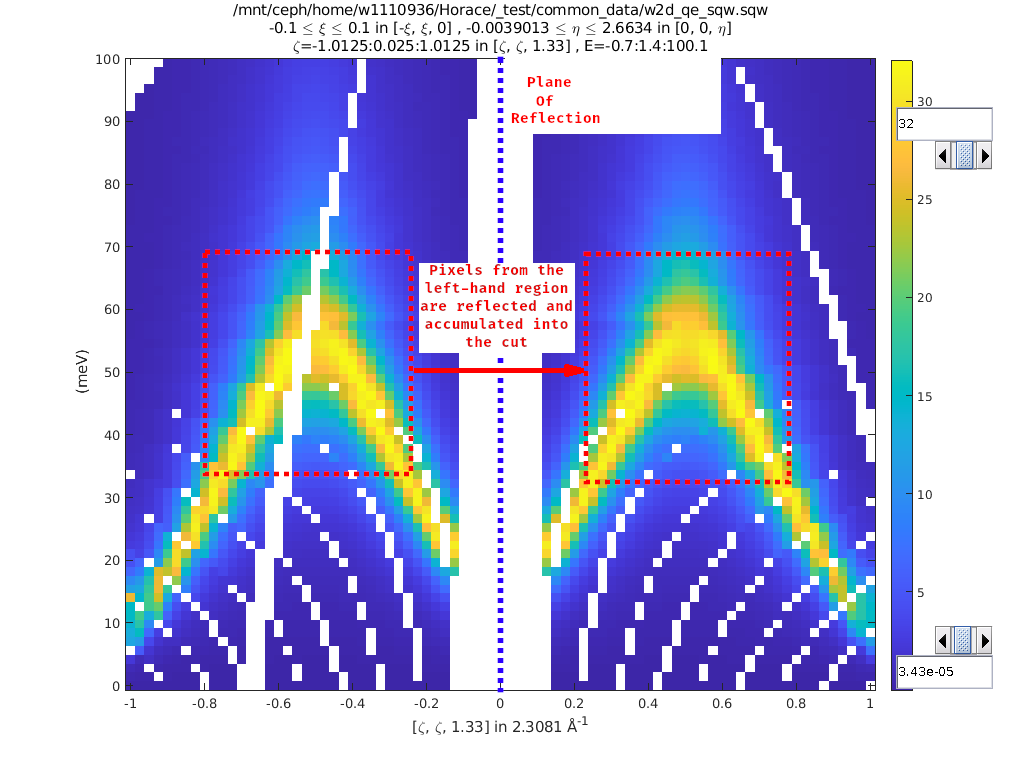 /mnt/ceph/home/w1110936/Horace/_test/common_data/w2d_qe_sqw.sqw
-0.1 ≤ ξ ≤ 0.1 in [-ξ, ξ, 0] , -0.0039013 ≤ η ≤ 2.6634 in [0, 0, η]
ζ=-1.0125:0.025:1.0125 in [ζ, ζ, 1.33] , E=-0.7:1.4:100.1
100
90
80
70
60
50
40
30
20
10
0
(meV)
Plane
Of
Reflection
Pixels from the
left-hand region
are reflected and
accumulated into
the cut
-1
-0.8
-0.6
-0.4
-0.2
0
0.2
0.4
0.6
0.8
1
[ζ, ζ, 1.33] in 2.3081 Å⁻¹
30
32
25
20
15
10
5
3.43e-05